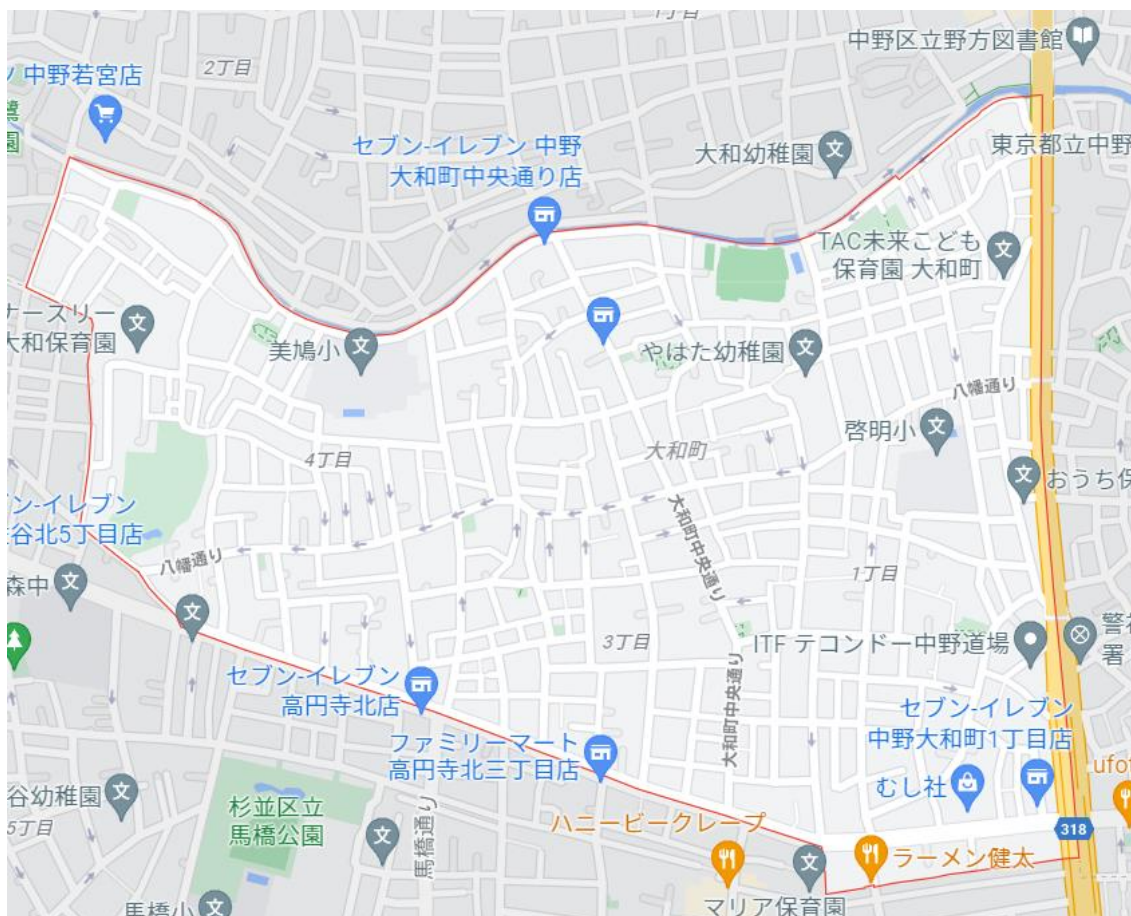 1丁目
中野区立野方図書館
2丁目
中野若宮店
セブン-イレブン 中野
大和町中央通り店
大和幼稚園
東京都立中野
園
TAC未来こども
保育園 大和町
ナースリー
大和保育園
美鳩小
やはた幼稚園
八幡通り
大和町
啓明小
4丁目
おうち保
ン-イレブン
谷北5丁目店
大和町中央通り
八幡通り
1丁目
森中
3丁目
ITF テコンドー中野道場
警視
署
セブン-イレブン
高円寺北店
大和町中央通り
セブン-イレブン
中野大和町1丁目店
ファミリーマート
高円寺北三丁目店
むし社
ufot
谷幼稚園
杉並区立
馬橋公園
5丁目
馬橋通り
ハニービークレープ
318
ラーメン健太
馬橋小
マリア保育園